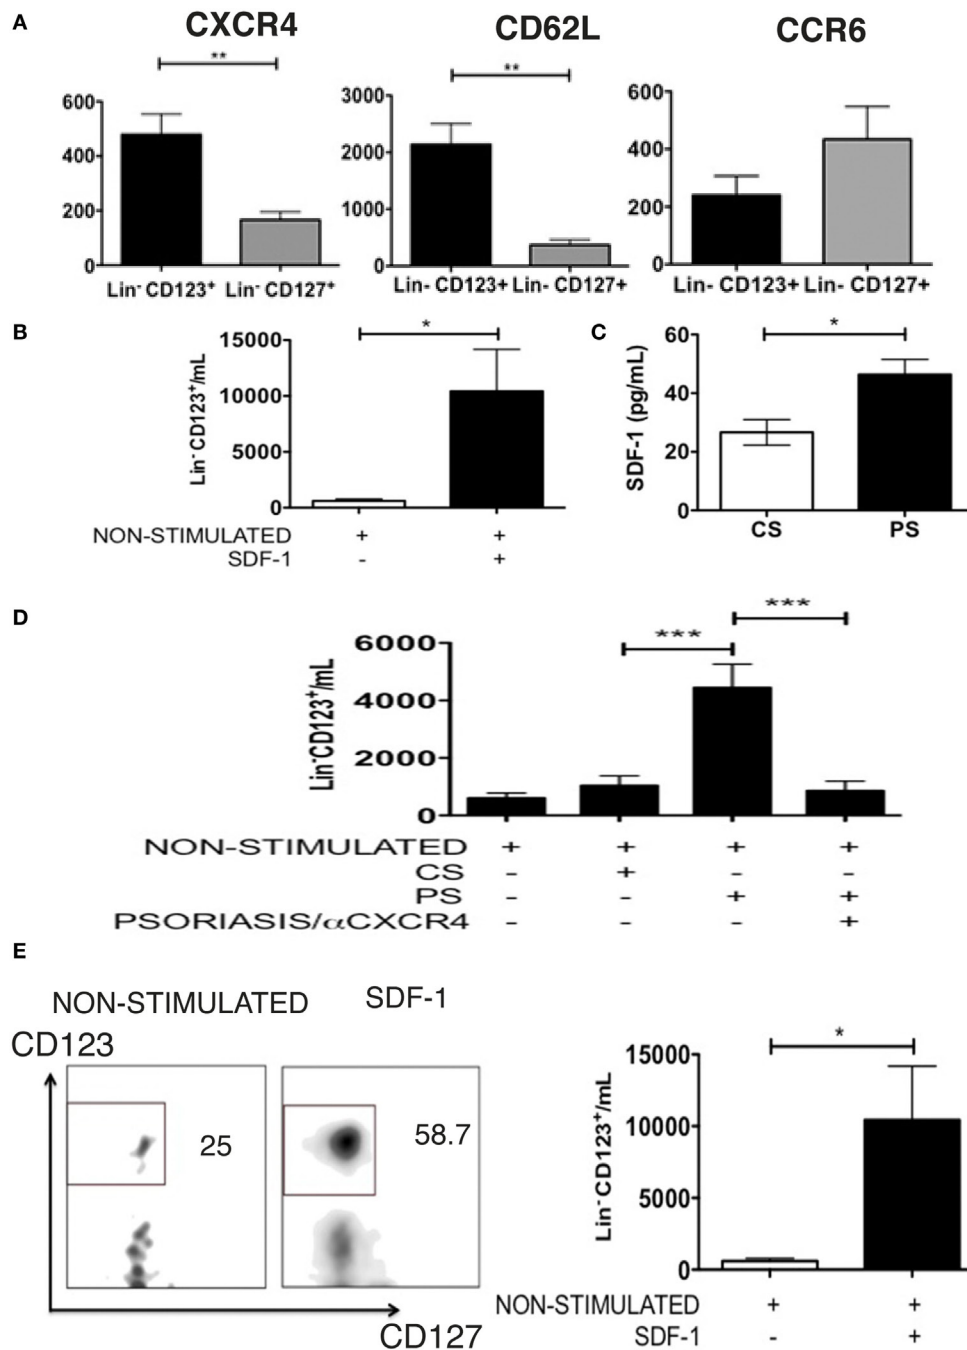 A
CXCR4
CD62L
CCR6
**
**
600
400
200
0
Lin⁻ CD123⁺
Lin⁻ CD127⁺
3000
2000
1000
0
Lin- CD123+
Lin- CD127+
600
400
200
0
Lin- CD123+
Lin- CD127+
B
*
15000
10000
5000
0
Lin⁻ CD123⁺/mL
NON-STIMULATED + +
SDF-1 - +
C
*
60
40
20
0
SDF-1 (pg/mL)
CS
PS
D
***
***
6000
4000
2000
0
Lin⁻CD123⁺/mL
NON-STIMULATED + + + +
CS - + - -
PS - - + +
PSORIASIS/αCXCR4 - - - +
E
NON-STIMULATED
SDF-1
CD123
25
58.7
CD127
*
15000
10000
5000
0
Lin⁻ CD123⁺/mL
NON-STIMULATED + +
SDF-1 - +